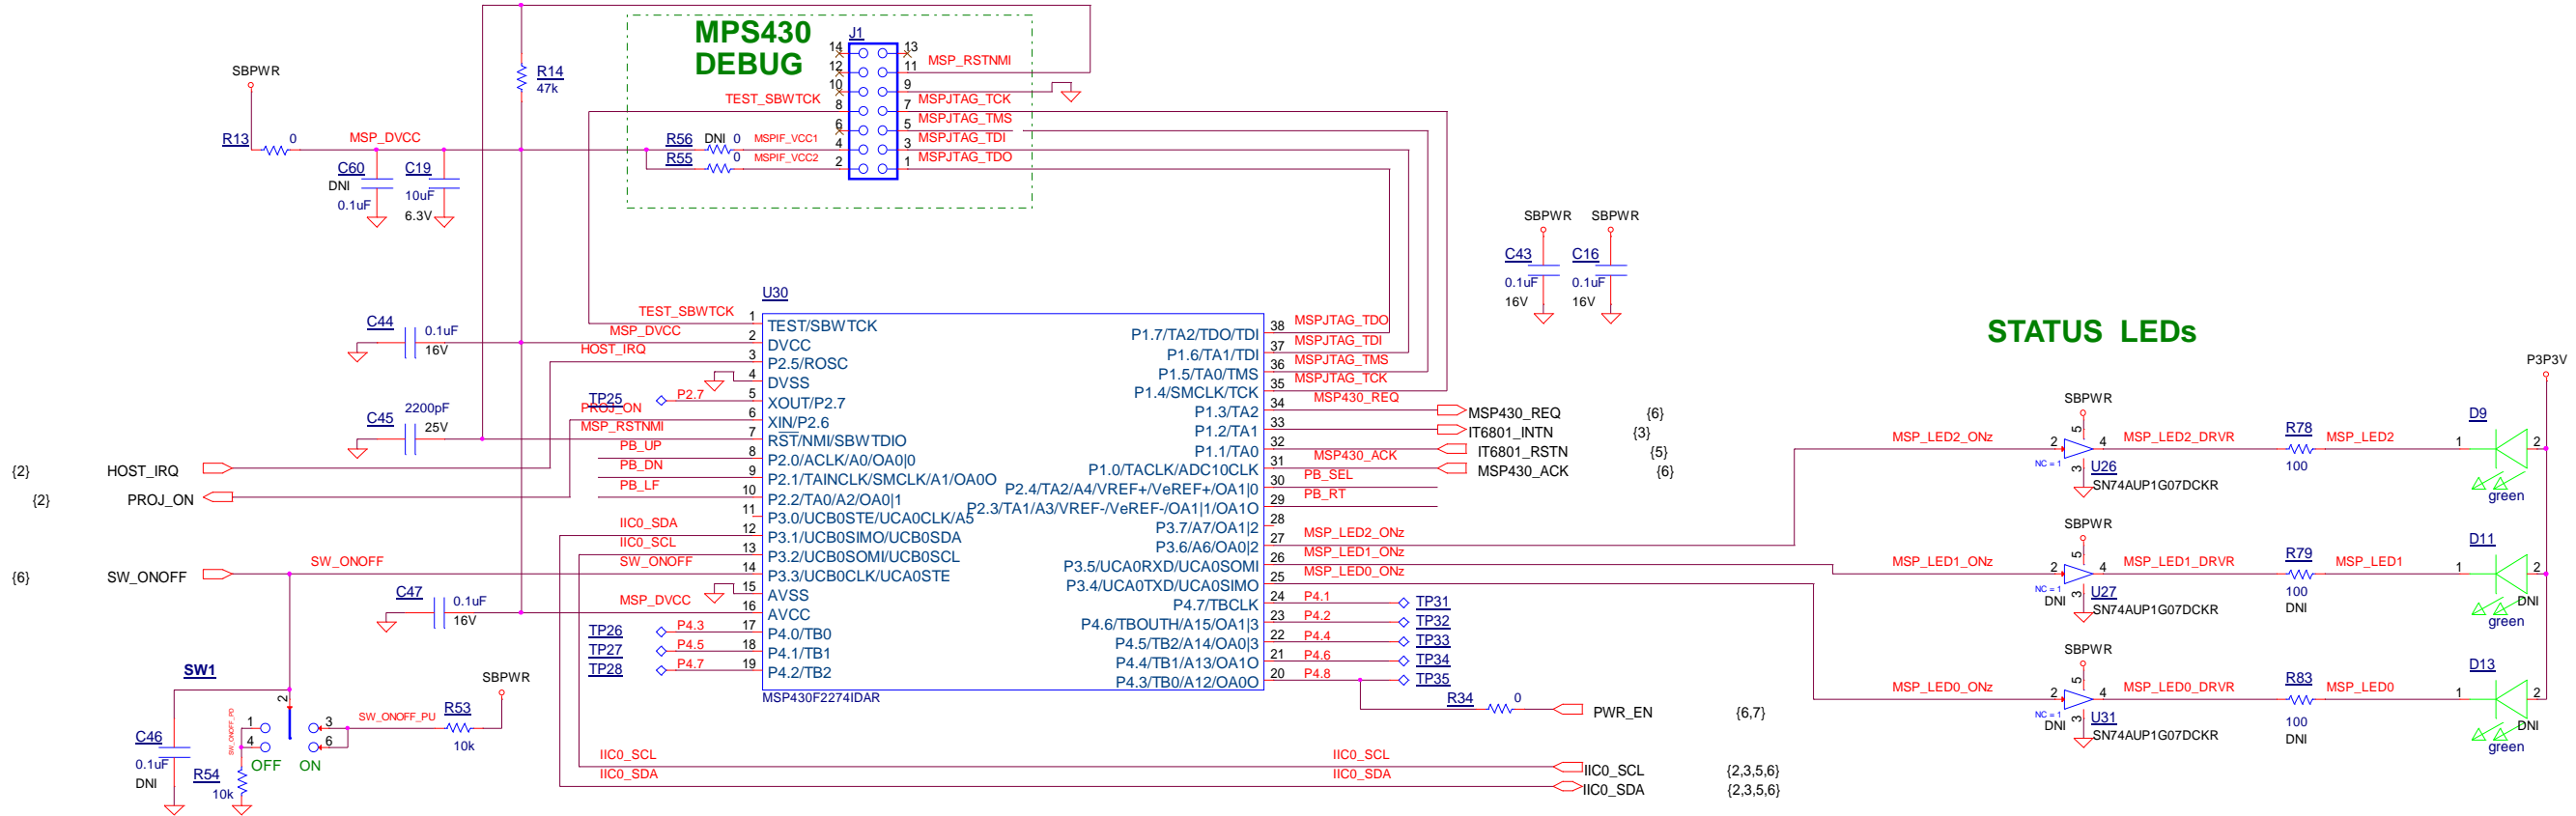 MPS430
DEBUG
J1
14
13
12
11
MSP_RSTNMI
10
9
TEST_SBWTCK
8
7
MSPJTAG_TCK
6
5
MSPJTAG_TMS
R56
DNI
0
MSPIF_VCC1
4
3
MSPJTAG_TDI
R55
0
MSPIF_VCC2
2
1
MSPJTAG_TDO
SBPWR
R14
47k
R13
0
MSP_DVCC
C60
DNI
0.1uF
C19
10uF
6.3V
SBPWR
SBPWR
C43
0.1uF
16V
C16
0.1uF
16V
U30
TEST_SBWTCK
1
TEST/SBWTCK
MSP_DVCC
2
DVCC
HOST_IRQ
3
P2.5/ROSC
4
DVSS
TP25
P2.7
5
XOUT/P2.7
PROJ_ON
6
XIN/P2.6
MSP_RSTNMI
7
RST/NMI/SBWTDIO
PB_UP
8
P2.0/ACLK/A0/OA0|0
PB_DN
9
P2.1/TAINCLK/SMCLK/A1/OA0O
PB_LF
10
P2.2/TA0/A2/OA0|1
11
P3.0/UCB0STE/UCA0CLK/A5
IIC0_SDA
12
P3.1/UCB0SIMO/UCB0SDA
IIC0_SCL
13
P3.2/UCB0SOMI/UCB0SCL
SW_ONOFF
14
P3.3/UCB0CLK/UCA0STE
15
AVSS
MSP_DVCC
16
AVCC
TP26
P4.3
17
P4.0/TB0
TP27
P4.5
18
P4.1/TB1
TP28
P4.7
19
P4.2/TB2
MSP430F2274IDAR
P1.7/TA2/TDO/TDI
38
MSPJTAG_TDO
P1.6/TA1/TDI
37
MSPJTAG_TDI
P1.5/TA0/TMS
36
MSPJTAG_TMS
P1.4/SMCLK/TCK
35
MSPJTAG_TCK
P1.3/TA2
34
MSP430_REQ
MSP430_REQ
{6}
P1.2/TA1
33
IT6801_INTN
{3}
P1.1/TA0
32
IT6801_RSTN
{5}
P1.0/TACLK/ADC10CLK
31
MSP430_ACK
MSP430_ACK
{6}
P2.4/TA2/A4/VREF+/VeREF+/OA1|0
30
PB_SEL
P2.3/TA1/A3/VREF-/VeREF-/OA1|1/OA1O
29
PB_RT
P3.7/A7/OA1|2
28
P3.6/A6/OA0|2
27
MSP_LED2_ONz
P3.5/UCA0RXD/UCA0SOMI
26
MSP_LED1_ONz
P3.4/UCA0TXD/UCA0SIMO
25
MSP_LED0_ONz
P4.7/TBCLK
24
P4.1
TP31
P4.6/TBOUTH/A15/OA1|3
23
P4.2
TP32
P4.5/TB2/A14/OA0|3
22
P4.4
TP33
P4.4/TB1/A13/OA1O
21
P4.6
TP34
P4.3/TB0/A12/OA0O
20
P4.8
TP35
R34
0
PWR_EN
{6,7}
IIC0_SCL
IIC0_SCL
IIC0_SCL
{2,3,5,6}
IIC0_SDA
IIC0_SDA
IIC0_SDA
{2,3,5,6}
C44
0.1uF
16V
C45
2200pF
25V
{2}
HOST_IRQ
{2}
PROJ_ON
{6}
SW_ONOFF
SW_ONOFF
C47
0.1uF
16V
SW1
2
SBPWR
SW_ONOFF_PD
1
4
3
6
SW_ONOFF_PU
R53
10k
OFF
ON
C46
0.1uF
DNI
R54
10k
STATUS LEDs
P3P3V
SBPWR
MSP_LED2_ONz
2
5
4
3
NC = 1
U26
SN74AUP1G07DCKR
MSP_LED2_DRVR
R78
100
MSP_LED2
D9
1
2
green
SBPWR
MSP_LED1_ONz
2
5
4
3
NC = 1
DNI
U27
SN74AUP1G07DCKR
MSP_LED1_DRVR
R79
100
DNI
MSP_LED1
D11
1
2
DNI
green
SBPWR
MSP_LED0_ONz
2
5
4
3
NC = 1
DNI
U31
SN74AUP1G07DCKR
MSP_LED0_DRVR
R83
100
DNI
MSP_LED0
D13
1
2
DNI
green